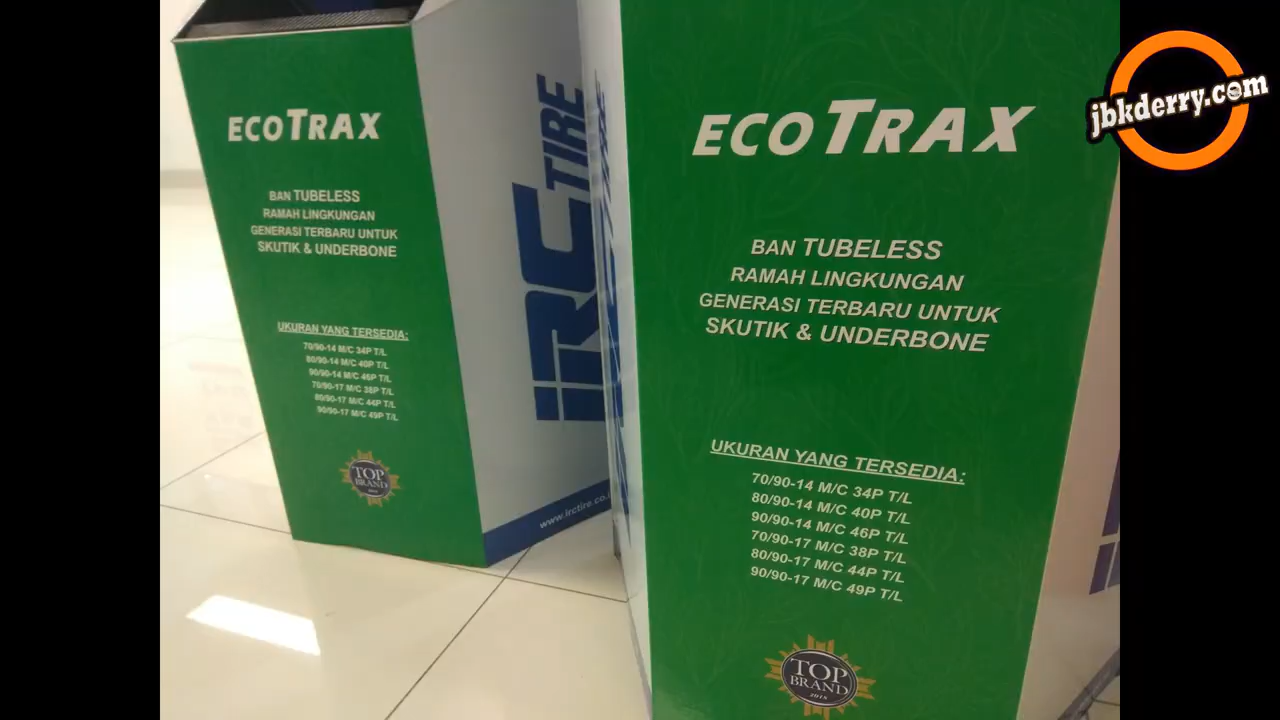 ECOTRAX
BAN TUBELESS
RAMAH LINGKUNGAN
GENERASI TERBARU UNTUK
SKUTIK & UNDERBONE
UKURAN YANG TERSEDIA:
70/90-14 M/C 34P T/L
80/90-14 M/C 40P T/L
90/90-14 M/C 46P T/L
70/90-17 M/C 38P T/L
80/90-17 M/C 44P T/L
90/90-17 M/C 49P T/L
TOP
BRAND
IRC TIRE
www.irctire.co.
ECOTRAX
BAN TUBELESS
RAMAH LINGKUNGAN
GENERASI TERBARU UNTUK
SKUTIK & UNDERBONE
UKURAN YANG TERSEDIA:
70/90-14 M/C 34P T/L
80/90-14 M/C 40P T/L
90/90-14 M/C 46P T/L
70/90-17 M/C 38P T/L
80/90-17 M/C 44P T/L
90/90-17 M/C 49P T/L
TOP
BRAND
jbkderry.com